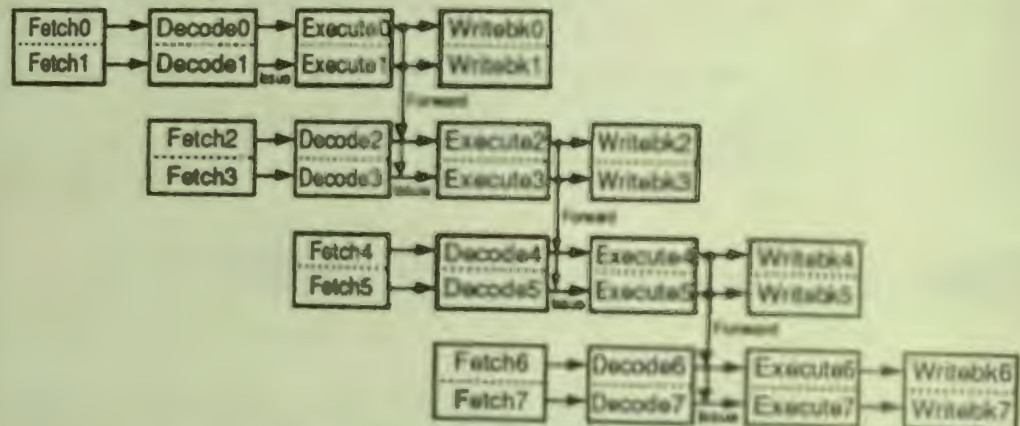 Fetch0 Decode0 Execute0 Writebk0
Fetch1 Decode1 Issue Execute1 Writebk1
Forward
Fetch2 Decode2 Execute2 Writebk2
Fetch3 Decode3 Issue Execute3 Writebk3
Forward
Fetch4 Decode4 Execute4 Writebk4
Fetch5 Decode5 Issue Execute5 Writebk5
Forward
Fetch6 Decode6 Execute6 Writebk6
Fetch7 Decode7 Issue Execute7 Writebk7